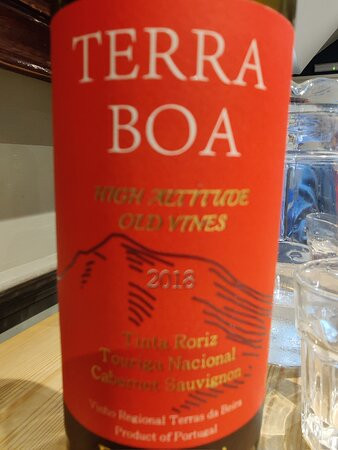 TERRA
BOA
HIGH ALTITUDE
OLD VINES
2018
Tinta Roriz
Touriga Nacional
Cabernet Sauvignon
Vinho Regional Terras da Beira
Product of Portugal